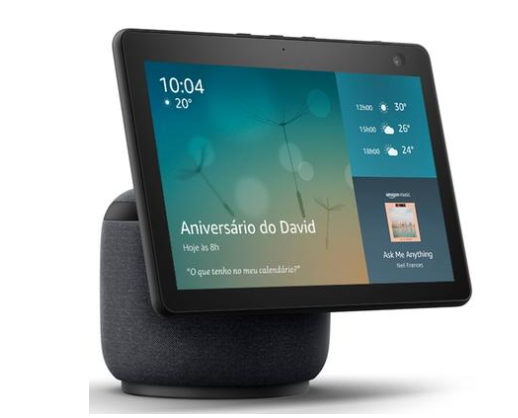 10:04
20°
Aniversário do David
Hoje às 8h
"O que tenho no meu calendário?"
12h00 30°
15h00 26°
18h00 24°
amazon music
Ask Me Anything
Neil Frances